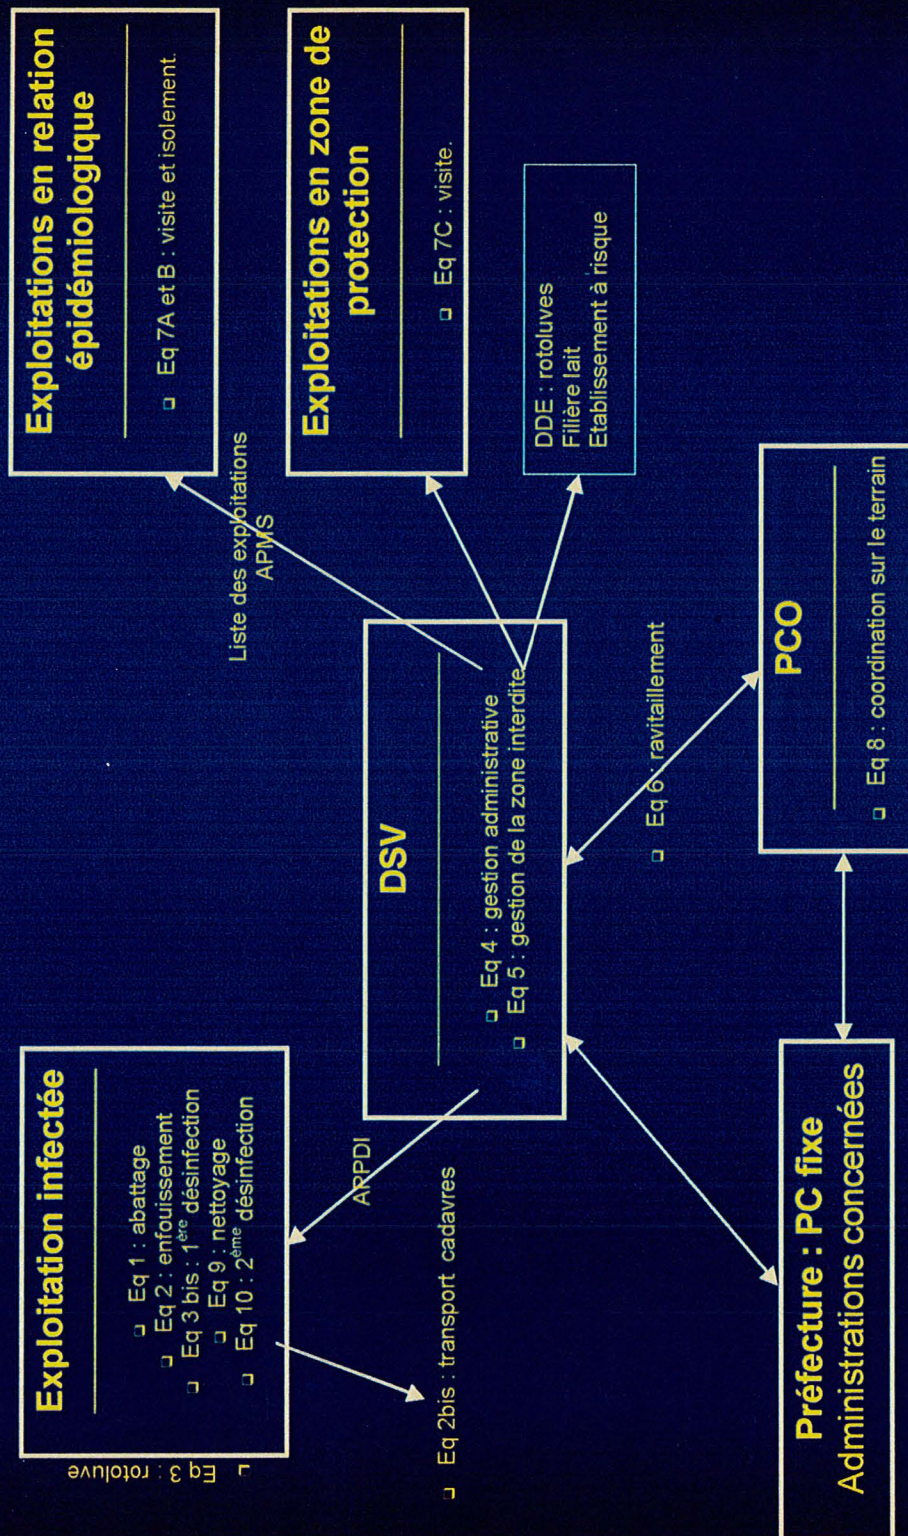 Exploitation infectée
❑ Eq 1 : abattage
❑ Eq 2 : enfouissement
❑ Eq 3 bis : 1ère désinfection
❑ Eq 9 : nettoyage
❑ Eq 10 : 2ème désinfection
❑ Eq 3 : rotoluve
❑ Eq 2bis : transport cadavres
APPDI
DSV
❑ Eq 4 : gestion administrative
❑ Eq 5 : gestion de la zone interdite
Liste des exploitations
APMS
Exploitations en relation
épidémiologique
❑ Eq 7A et B : visite et isolement.
Exploitations en zone de
protection
❑ Eq 7C : visite.
DDE : rotoluves
Filière lait
Etablissement à risque
❑ Eq 6 : ravitaillement
Préfecture : PC fixe
Administrations concernées
PCO
❑ Eq 8 : coordination sur le terrain